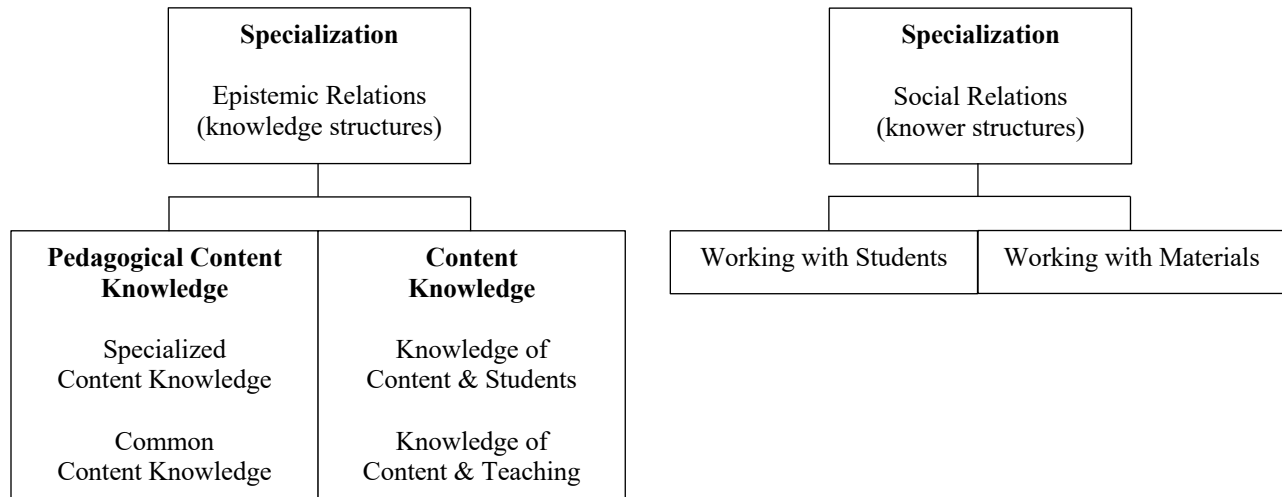 Specialization
Epistemic Relations
(knowledge structures)
Specialization
Social Relations
(knower structures)
Pedagogical Content
Knowledge
Specialized
Content Knowledge
Common
Content Knowledge
Content
Knowledge
Knowledge of
Content & Students
Knowledge of
Content & Teaching
Working with Students
Working with Materials